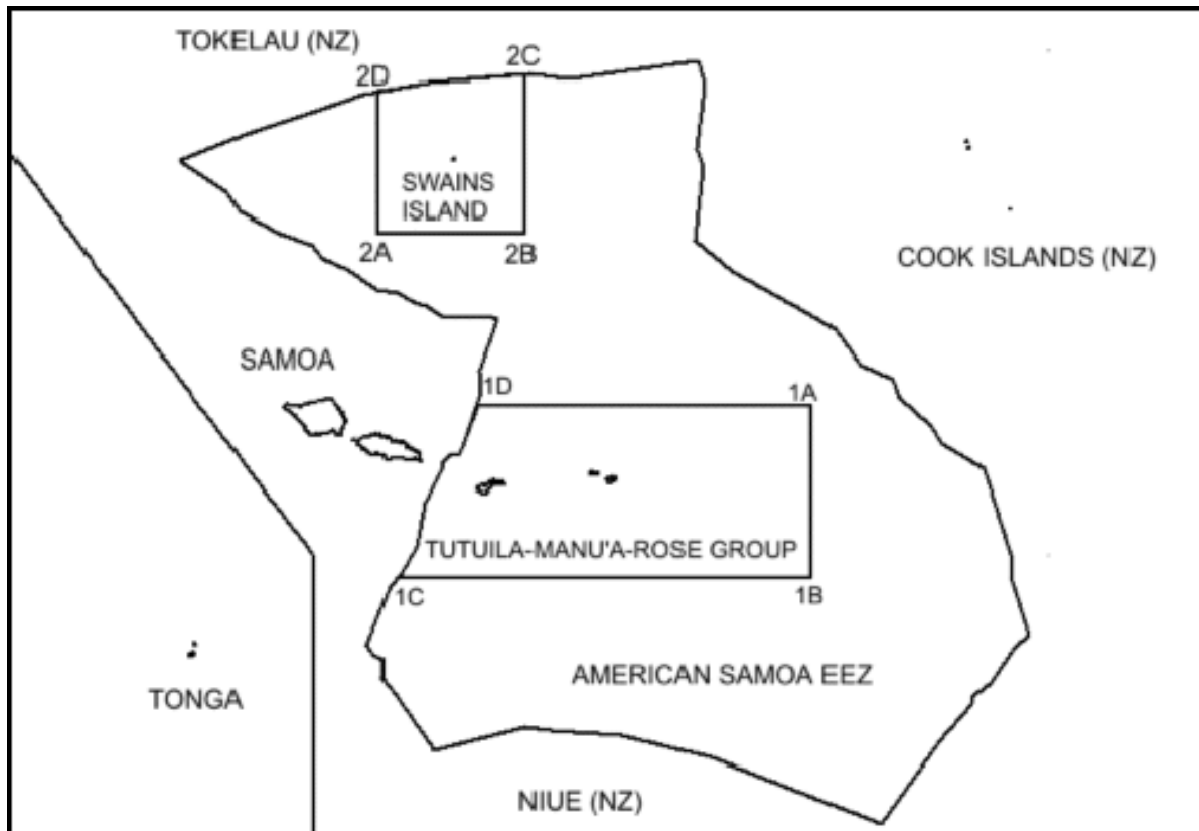 TOKELAU (NZ)
2C
2D
SWAINS
ISLAND
2A
2B
COOK ISLANDS (NZ)
SAMOA
1D
1A
TUTUILA-MANU'A-ROSE GROUP
1C
1B
AMERICAN SAMOA EEZ
TONGA
NIUE (NZ)